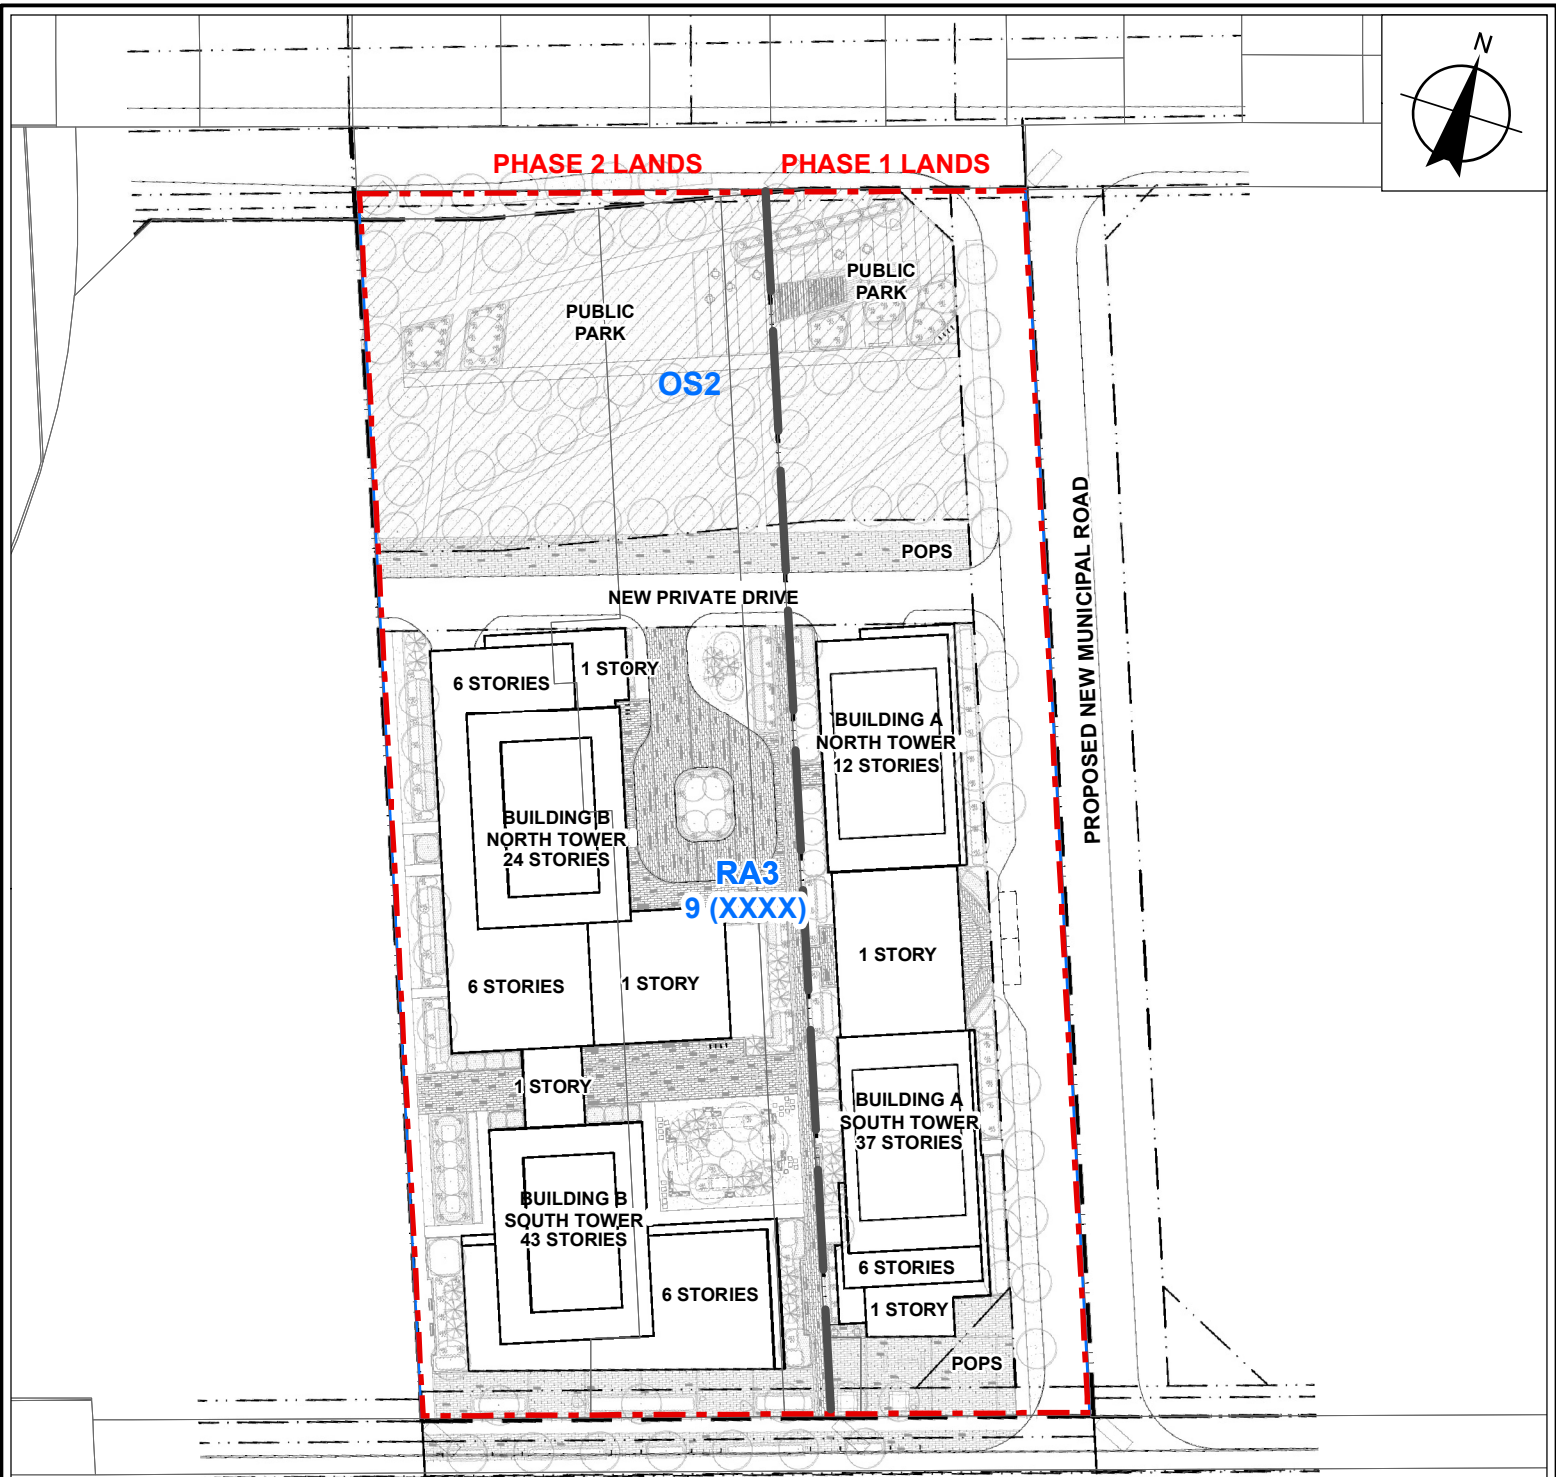 N
PHASE 2 LANDS
PHASE 1 LANDS
PUBLIC
PARK
PUBLIC
PARK
OS2
POPS
NEW PRIVATE DRIVE
PROPOSED NEW MUNICIPAL ROAD
1 STORY
6 STORIES
BUILDING A
NORTH TOWER
12 STORIES
BUILDING B
NORTH TOWER
24 STORIES
RA3
9 (XXXX)
1 STORY
6 STORIES
1 STORY
1 STORY
BUILDING A
SOUTH TOWER
37 STORIES
BUILDING B
SOUTH TOWER
43 STORIES
6 STORIES
6 STORIES
1 STORY
POPS